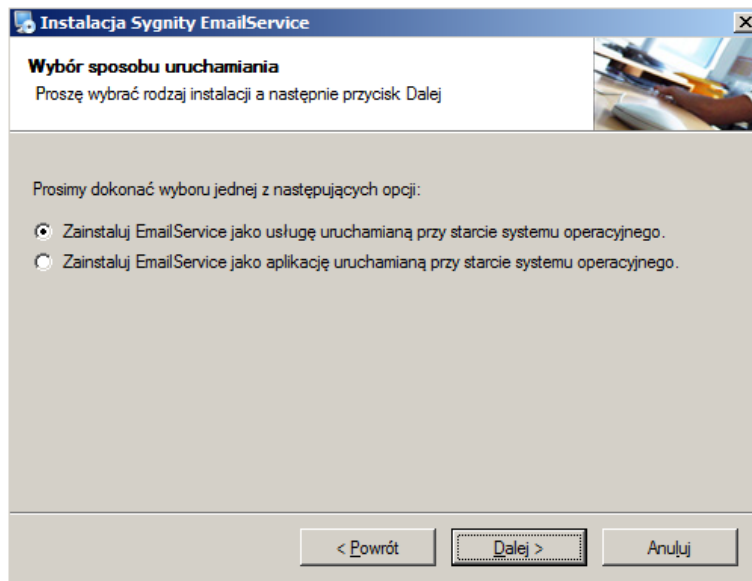 Instalacja Sygnity EmailService
Wybór sposobu uruchamiania
Proszę wybrać rodzaj instalacji a następnie przycisk Dalej
Prosimy dokonać wyboru jednej z następujących opcji:
Zainstaluj EmailService jako usługę uruchamianą przy starcie systemu operacyjnego.
Zainstaluj EmailService jako aplikację uruchamianą przy starcie systemu operacyjnego.
< Powrót
Dalej >
Anuluj